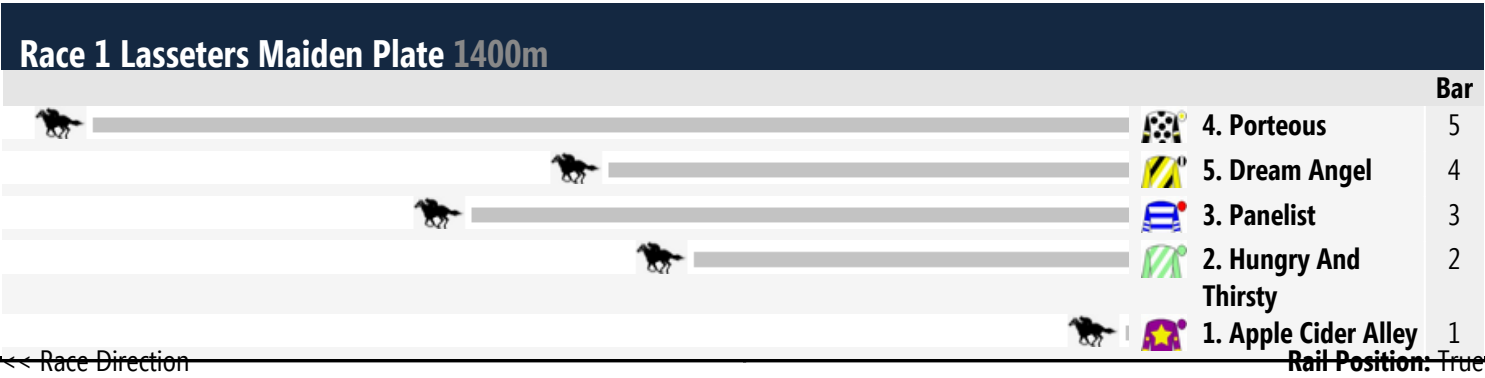 Race 1 Lasseters Maiden Plate 1400m
Bar
4. Porteous 5
5. Dream Angel 4
3. Panelist 3
2. Hungry And 2
Thirsty
1. Apple Cider Alley 1
<< Race Direction Rail Position: True